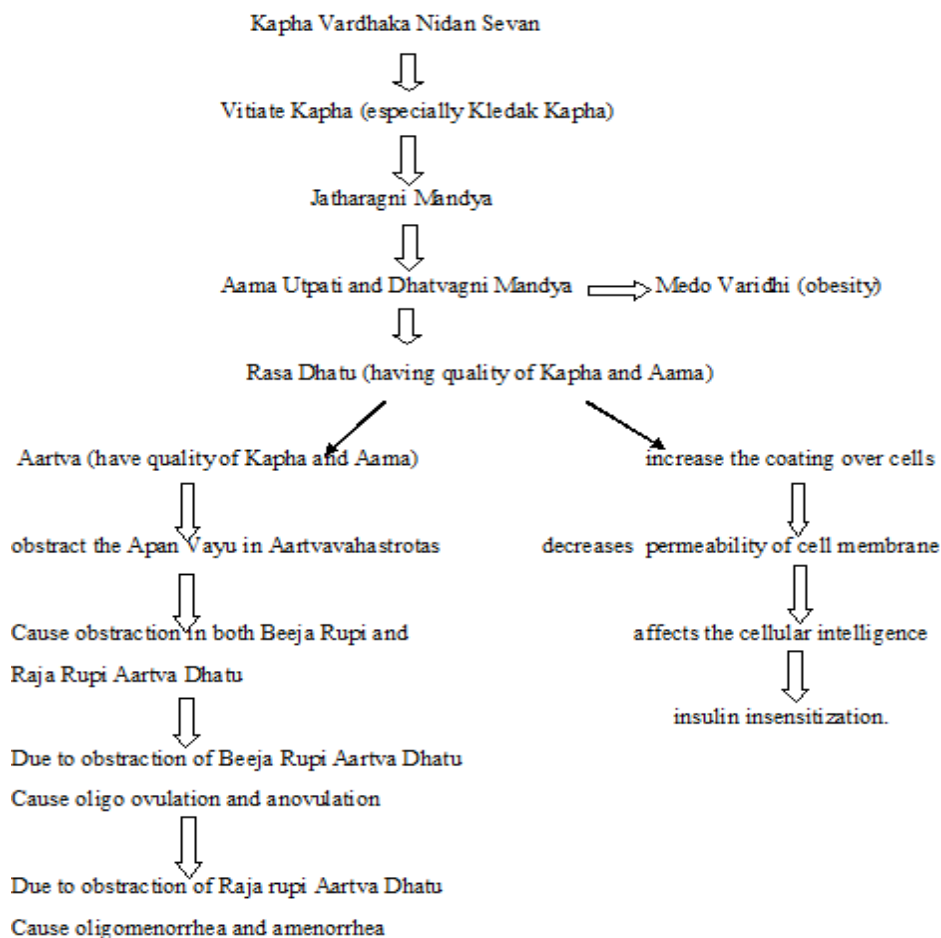 Kapha Vardhaka Nidan Sevan
Vitiate Kapha (especially Kledak Kapha)
Jatharagni Mandya
Aama Utpati and Dhatvagni Mandya
Medo Varidhi (obesity)
Rasa Dhatu (having quality of Kapha and Aama)
Aartva (have quality of Kapha and Aama)
obstract the Apan Vayu in Aartvavahastrotas
Cause obstraction in both Beeja Rupi and
Raja Rupi Aartva Dhatu
Due to obstraction of Beeja Rupi Aartva Dhatu
Cause oligo ovulation and anovulation
Due to obstraction of Raja rupi Aartva Dhatu
Cause oligomenorrhea and amenorrhea
increase the coating over cells
decreases permeability of cell membrane
affects the cellular intelligence
insulin insensitization.